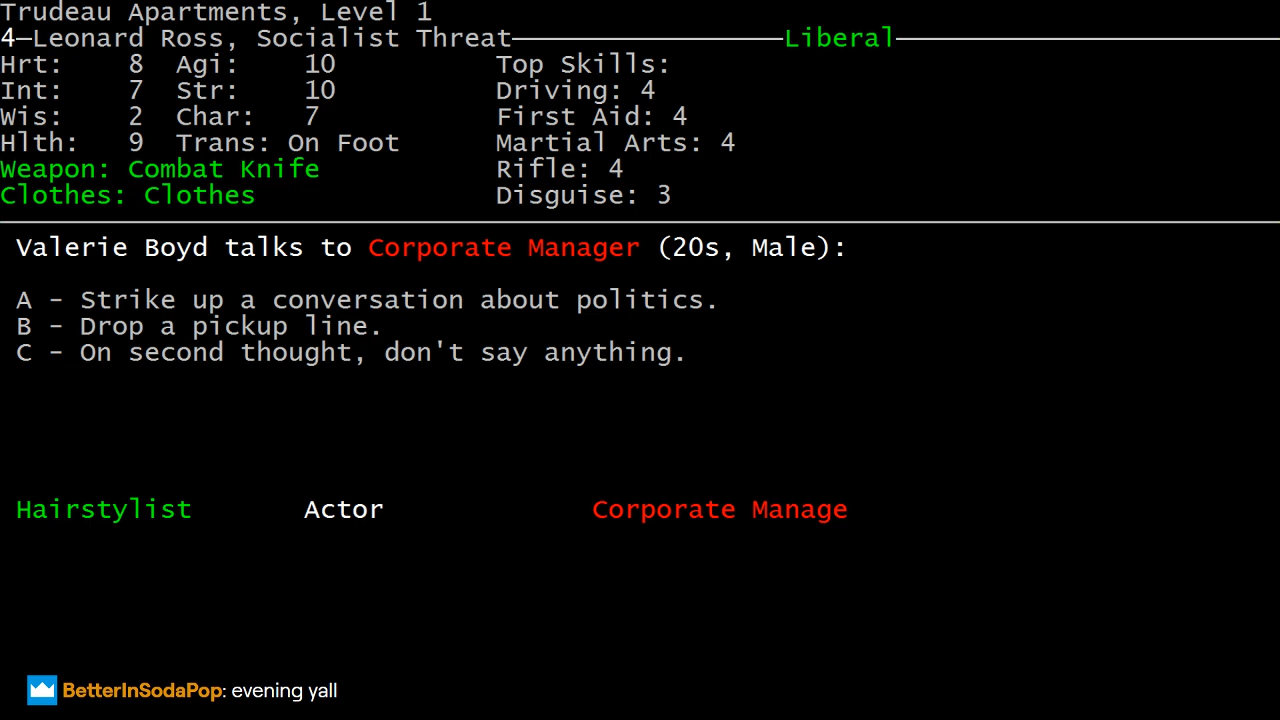 Trudeau Apartments, Level 1
4—Leonard Ross, Socialist Threat Liberal
Hrt: 8 Agi: 10 Top Skills:
Int: 7 Str: 10 Driving: 4
Wis: 2 Char: 7 First Aid: 4
Hlth: 9 Trans: On Foot Martial Arts: 4
Weapon: Combat Knife Rifle: 4
Clothes: Clothes Disguise: 3
Valerie Boyd talks to Corporate Manager (20s, Male):
A - Strike up a conversation about politics.
B - Drop a pickup line.
C - On second thought, don't say anything.
Hairstylist Actor Corporate Manage
BetterInSodaPop: evening yall